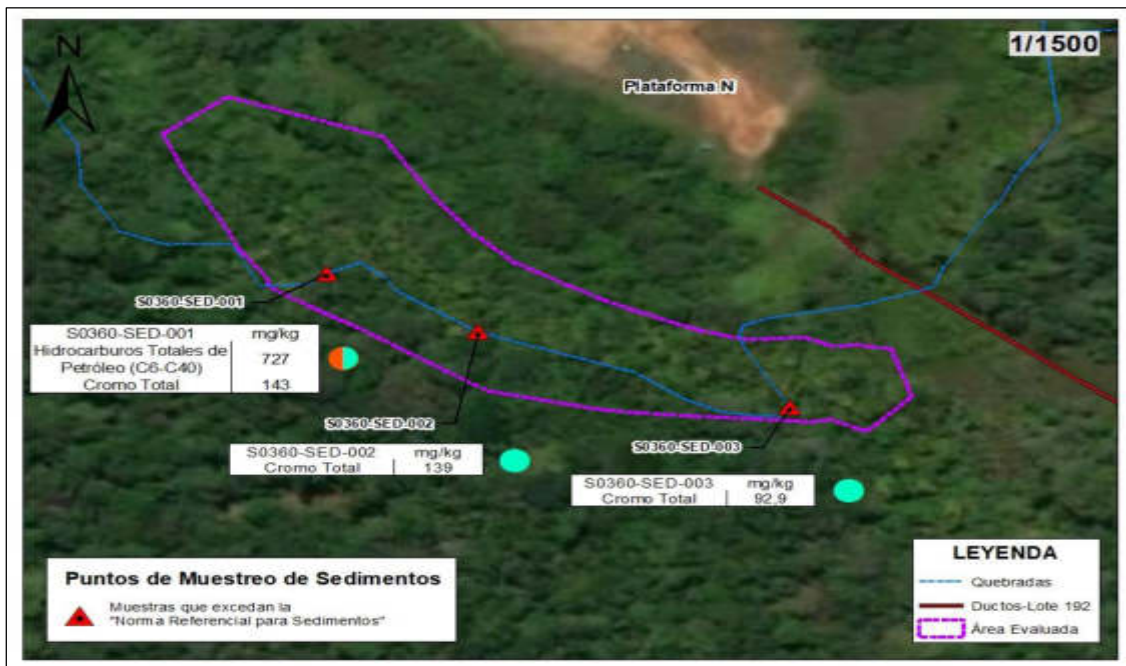 N
1/1500
Plataforma N
S0360-SED-001
S0360-SED-001 mg/kg
Hidrocarburos Totales de
Petróleo (C6-C40) 727
Cromo Total 143
S0360-SED-002
S0360-SED-002 mg/kg
Cromo Total 139
S0360-SED-003
S0360-SED-003 mg/kg
Cromo Total 92,9
Puntos de Muestreo de Sedimentos
Muestras que excedan la
"Norma Referencial para Sedimentos"
LEYENDA
Quebradas
Ductos-Lote 192
Área Evaluada